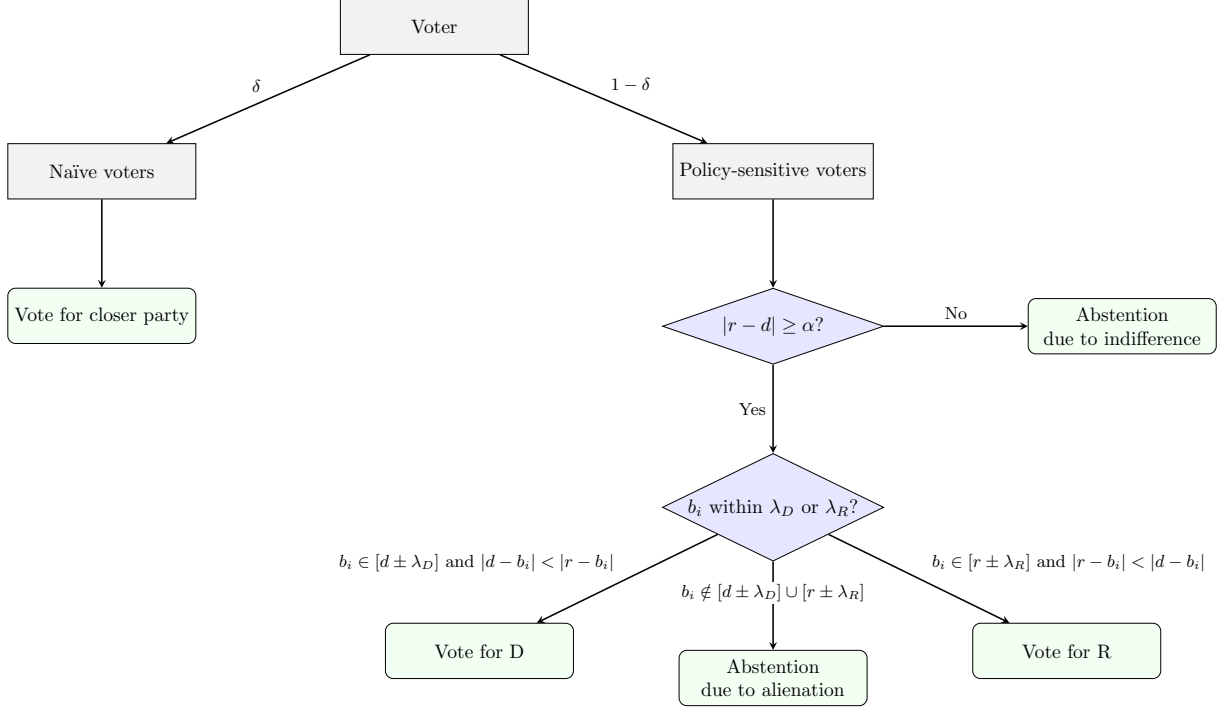 Voter
δ
1 − δ
Naïve voters
Policy-sensitive voters
Vote for closer party
|r − d| ≥ α?
No
Abstention
due to indifference
Yes
b_i within λ_D or λ_R?
b_i ∈ [d ± λ_D] and |d − b_i| < |r − b_i|
b_i ∈ [r ± λ_R] and |r − b_i| < |d − b_i|
b_i ∉ [d ± λ_D] ∪ [r ± λ_R]
Vote for D
Abstention
due to alienation
Vote for R